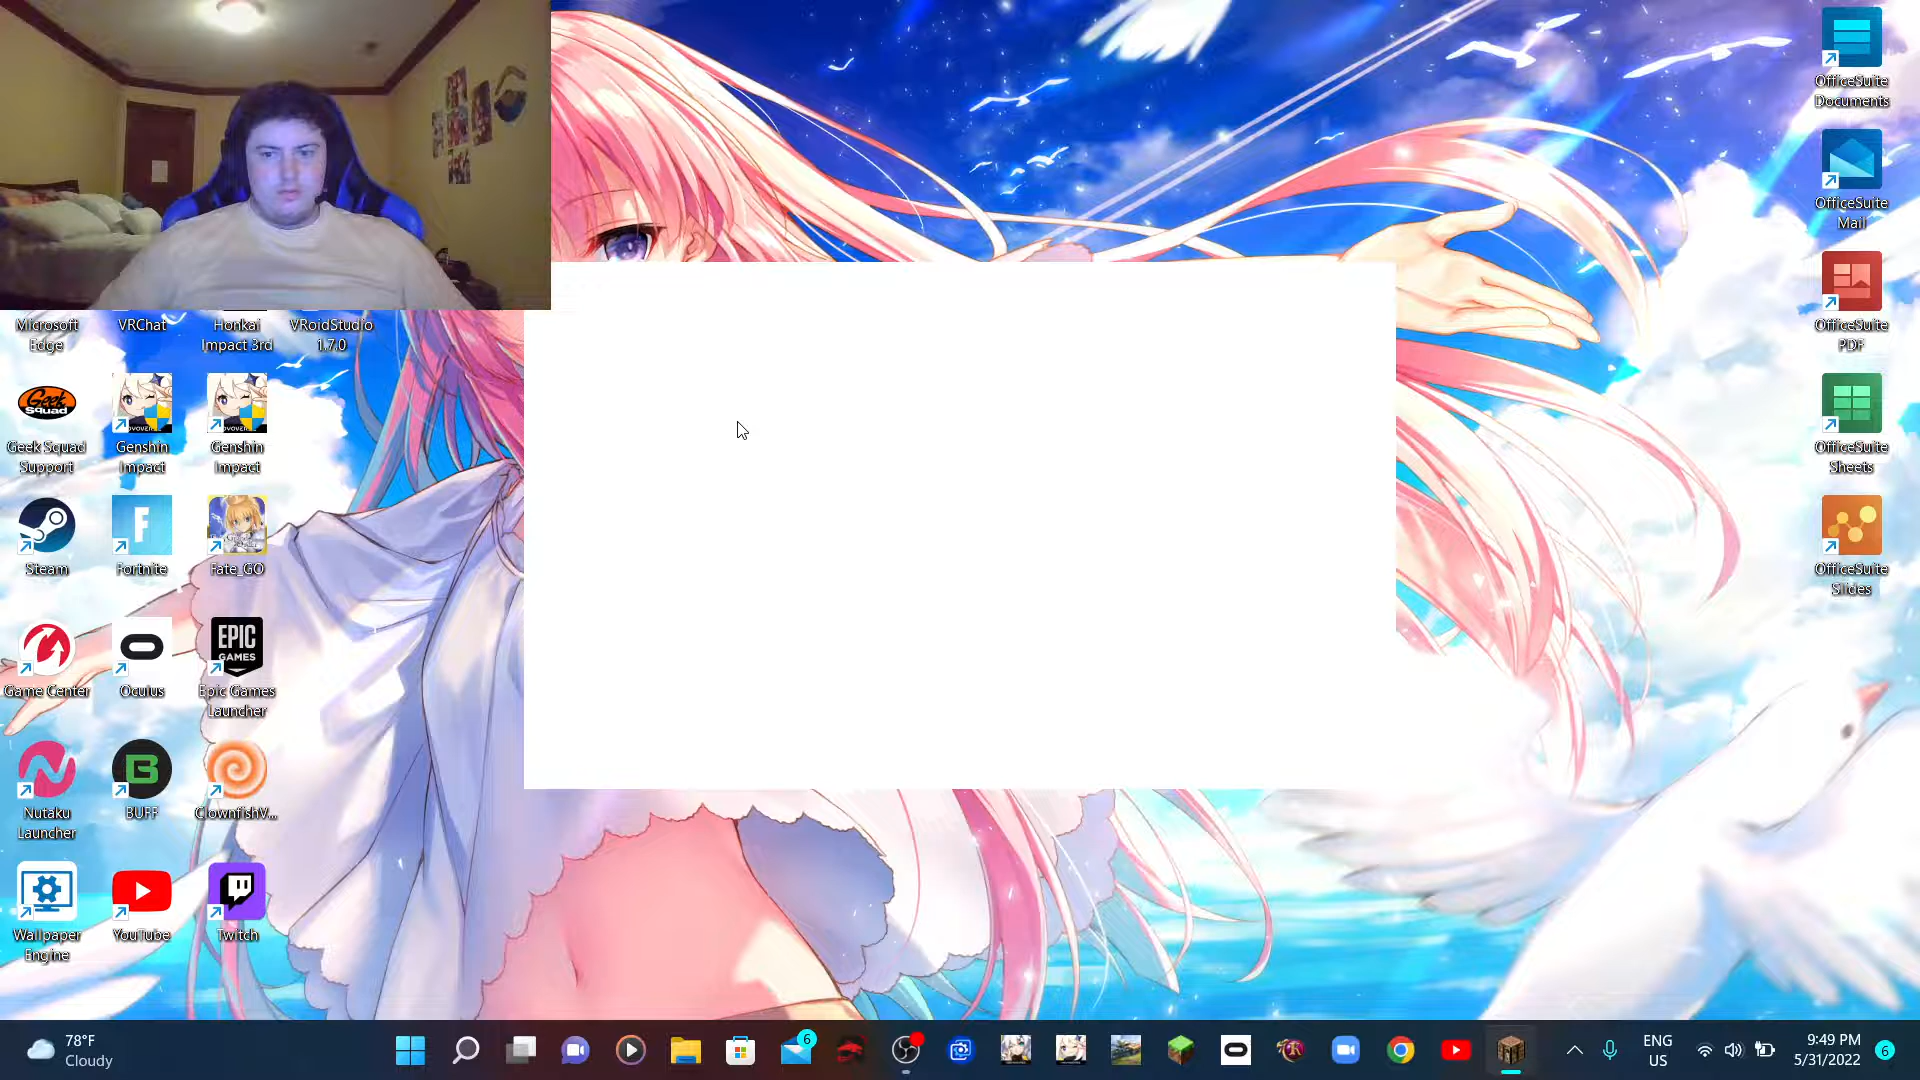 Microsoft
Edge
VRChat
Honkai
Impact 3rd
VRoidStudio
1.7.0
Geek
Squad
Geek Squad
Support
Genshin
Impact
Genshin
Impact
Steam
F
Fortnite
Fate_GO
Game Center
Oculus
EPIC
GAMES
Epic Games
Launcher
Nutaku
Launcher
B
BUFF
ClownfishV...
Wallpaper
Engine
YouTube
Twitch
OfficeSuite
Documents
OfficeSuite
Mail
OfficeSuite
PDF
OfficeSuite
Sheets
OfficeSuite
Slides
78°F
Cloudy
6
ENG
US
9:49 PM
5/31/2022
6